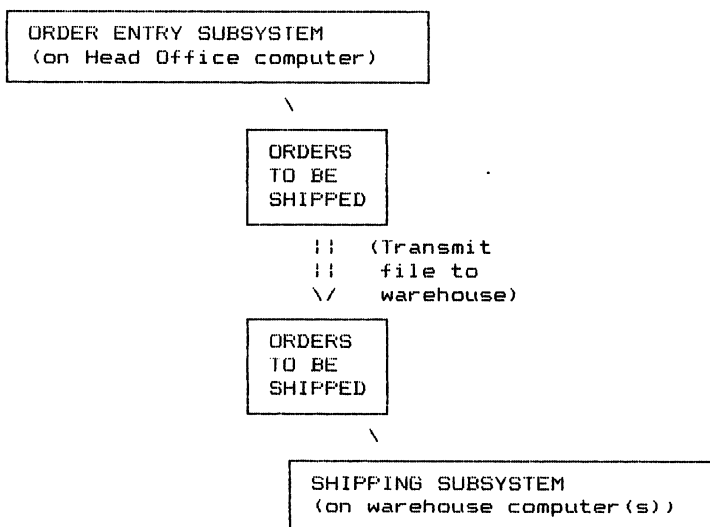 ORDER ENTRY SUBSYSTEM
(on Head Office computer)
ORDERS
TO BE
SHIPPED
(Transmit
file to
warehouse)
ORDERS
TO BE
SHIPPED
SHIPPING SUBSYSTEM
(on warehouse computer(s))